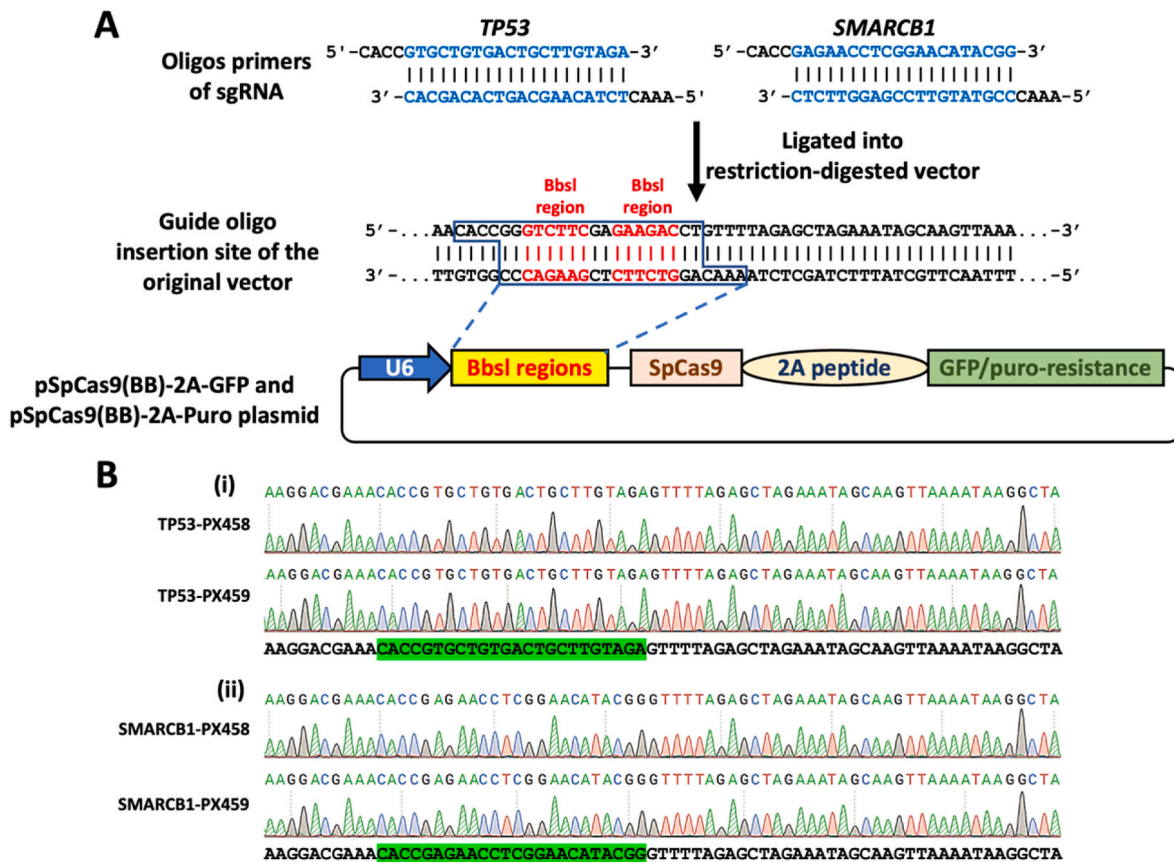 A
TP53
SMARCB1
Oligos primers of sgRNA
5'-CACCGTGCTGTGACTGCTTGTAGA-3'
3'-CACGACACTGACGAACATCTCAAA-5'
CACCGAGAACCTCGGAACATACGG-3'
3'-CTCTTGGAGCCTTGTATGCCCAAA-5'
Ligated into
restriction-digested vector
BbsI region
BbsI region
Guide oligo
insertion site of the
original vector
5'-...AACACCGGGTCTTCGAGAAGACCTGTTTTAGAGCTAGAAATAGCAAGTTAAA...-3'
3'-...TTGTGGCCCAGAAGCTCTTCTGGACAAAATCTCGATCTTTATCGTTCAATTT...-5'
U6
BbsI regions
SpCas9
2A peptide
GFP/puro-resistance
pSpCas9(BB)-2A-GFP and
pSpCas9(BB)-2A-Puro plasmid
B
(i)
AAGGACGAAACACCGTGCTGTGACTGCTTGTAGAGTTTTAGAGCTAGAAATAGCAAGTTAAAATAAGGCTA
TP53-PX458
AAGGACGAAACACCGTGCTGTGACTGCTTGTAGAGTTTTAGAGCTAGAAATAGCAAGTTAAAATAAGGCTA
TP53-PX459
AAGGACGAAACACCGTGCTGTGACTGCTTGTAGAGTTTTAGAGCTAGAAATAGCAAGTTAAAATAAGGCTA
(ii)
AAGGACGAAACACCGAGAACCTCGGAACATACGGGTTTTAGAGCTAGAAATAGCAAGTTAAAATAAGGCTA
SMARCB1-PX458
AAGGACGAAACACCGAGAACCTCGGAACATACGGGTTTTAGAGCTAGAAATAGCAAGTTAAAATAAGGCTA
SMARCB1-PX459
AAGGACGAAACACCGAGAACCTCGGAACATACGGGTTTTAGAGCTAGAAATAGCAAGTTAAAATAAGGCTA